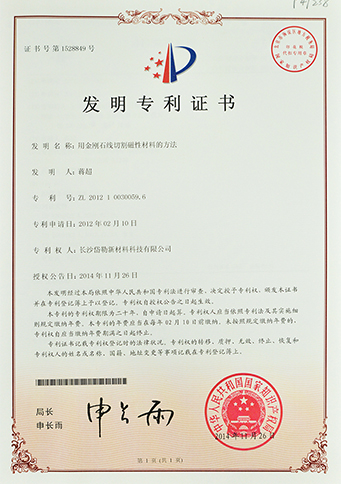 证书号第1528849号
发明专利证书
发 明 名 称：用金刚石线切割磁性材料的方法
发 明 人：蒋超
专 利 号：ZL 2012 1 0030059.6
专利申请日：2012年02月10日
专 利 权 人：长沙岱勒新材料科技有限公司
授权公告日：2014年11月26日
本发明经过本局依照中华人民共和国专利法进行审查，决定授予专利权，颁发本证书
并在专利登记簿上予以登记。专利权自授权公告之日起生效。
本专利的专利权期限为二十年，自申请日起算。专利权人应当依照专利法及其实施细
则规定缴纳年费。本专利的年费应当在每年02月10日前缴纳。未按照规定缴纳年费的，
专利权自应当缴纳年费期满之日起终止。
专利证书记载专利权登记时的法律状况。专利权的转移、质押、无效、终止、恢复和
专利权人的姓名或名称、国籍、地址变更等事项记载在专利登记簿上。
局长
申长雨
申长雨
中华人民共和国国家知识产权局
2014年11月26日
第1页（共1页）